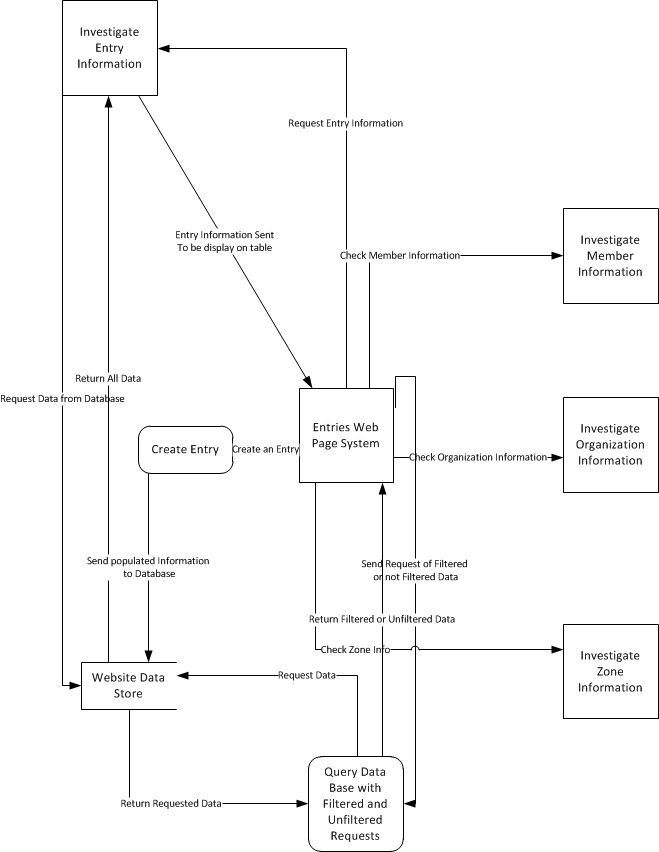 Investigate
Entry
Information
Request Entry Information
Entry Information Sent
To be display on table
Check Member Information
Investigate
Member
Information
Return All Data
Request Data from Database
Entries Web
Page System
Create Entry
Create an Entry
Check Organization Information
Investigate
Organization
Information
Send populated Information
to Database
Send Request of Filtered
or not Filtered Data
Return Filtered or Unfiltered Data
Check Zone Info
Investigate
Zone
Information
Website Data
Store
Request Data
Query Data
Base with
Filtered and
Unfiltered
Requests
Return Requested Data